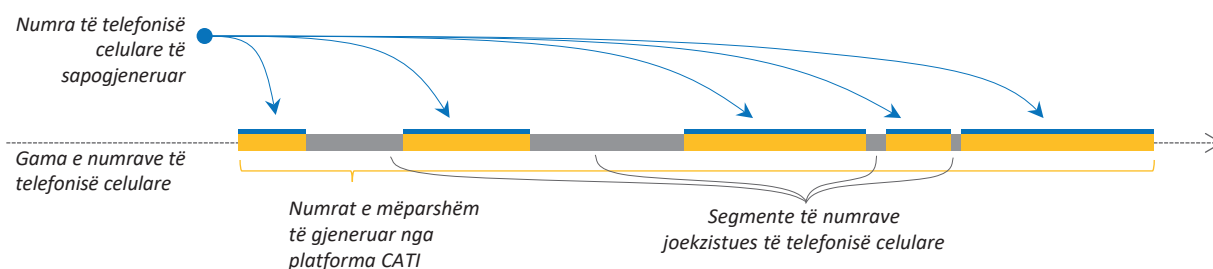 Numra të telefonisë
celulare të
sapogjeneruar
Gama e numrave të
telefonisë celulare
Numrat e mëparshëm
të gjeneruar nga
platforma CATI
Segmente të numrave
joekzistues të telefonisë celulare